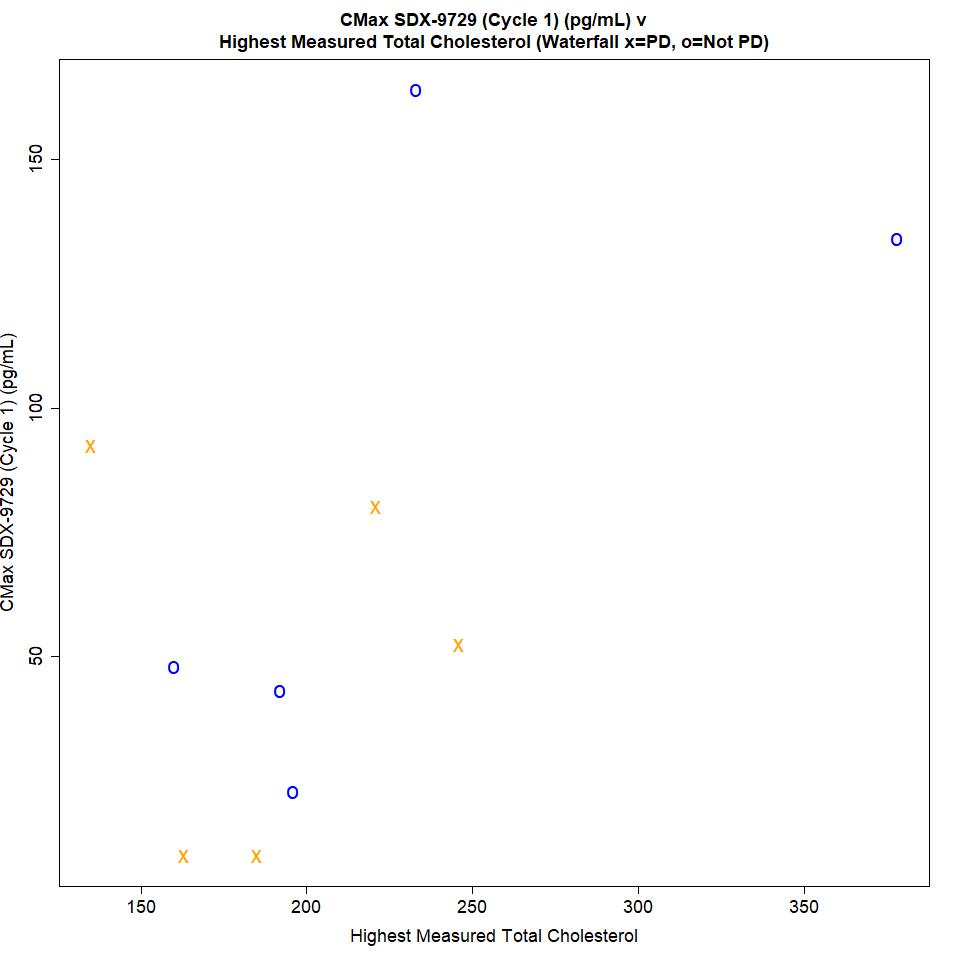 CMax SDX-9729 (Cycle 1) (pg/mL) v
Highest Measured Total Cholesterol (Waterfall x=PD, o=Not PD)
CMax SDX-9729 (Cycle 1) (pg/mL)
150
100
50
O
O
X
X
X
O
O
O
X
X
150
200
250
300
350
Highest Measured Total Cholesterol